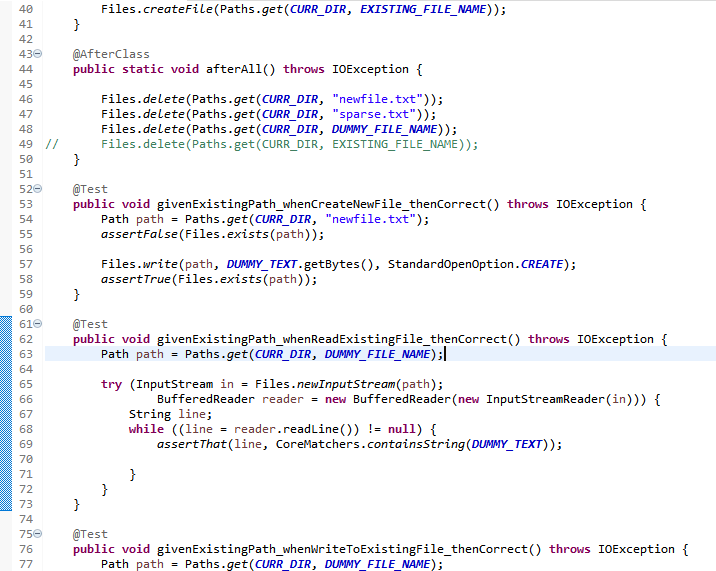 40 Files.createFile(Paths.get(CURR_DIR, EXISTING_FILE_NAME));
41 }
42
43 @AfterClass
44 public static void afterAll() throws IOException {
45
46 Files.delete(Paths.get(CURR_DIR, "newfile.txt"));
47 Files.delete(Paths.get(CURR_DIR, "sparse.txt"));
48 Files.delete(Paths.get(CURR_DIR, DUMMY_FILE_NAME));
49 // Files.delete(Paths.get(CURR_DIR, EXISTING_FILE_NAME));
50 }
51
52 @Test
53 public void givenExistingPath_whenCreateNewFile_thenCorrect() throws IOException {
54 Path path = Paths.get(CURR_DIR, "newfile.txt");
55 assertFalse(Files.exists(path));
56
57 Files.write(path, DUMMY_TEXT.getBytes(), StandardOpenOption.CREATE);
58 assertTrue(Files.exists(path));
59 }
60
61 @Test
62 public void givenExistingPath_whenReadExistingFile_thenCorrect() throws IOException {
63 Path path = Paths.get(CURR_DIR, DUMMY_FILE_NAME);
64
65 try (InputStream in = Files.newInputStream(path);
66 BufferedReader reader = new BufferedReader(new InputStreamReader(in))) {
67 String line;
68 while ((line = reader.readLine()) != null) {
69 assertThat(line, CoreMatchers.containsString(DUMMY_TEXT));
70
71 }
72 }
73 }
74
75 @Test
76 public void givenExistingPath_whenWriteToExistingFile_thenCorrect() throws IOException {
77 Path path = Paths.get(CURR_DIR, DUMMY_FILE_NAME);